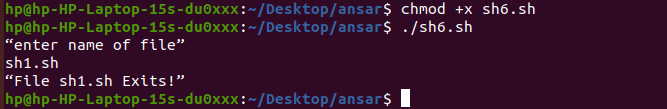 hp@hp-HP-Laptop-15s-du0xxx:~/Desktop/ansar$ chmod +x sh6.sh
hp@hp-HP-Laptop-15s-du0xxx:~/Desktop/ansar$ ./sh6.sh
“enter name of file”
sh1.sh
“File sh1.sh Exits!”
hp@hp-HP-Laptop-15s-du0xxx:~/Desktop/ansar$